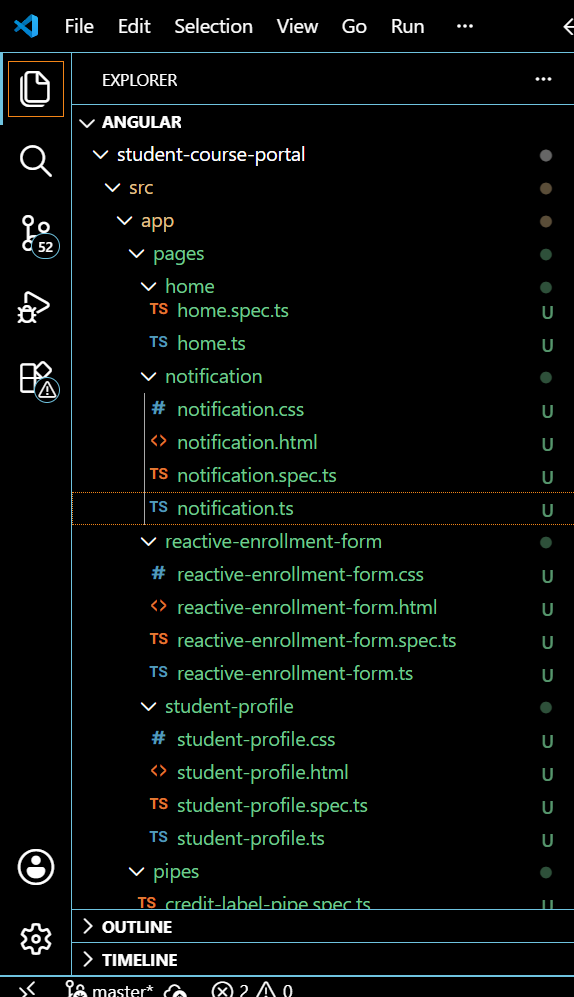 File Edit Selection View Go Run ···
EXPLORER ···
ANGULAR
student-course-portal
src
app
pages
home
TS home.spec.ts U
TS home.ts U
notification
# notification.css U
<> notification.html U
TS notification.spec.ts U
TS notification.ts U
reactive-enrollment-form
# reactive-enrollment-form.css U
<> reactive-enrollment-form.html U
TS reactive-enrollment-form.spec.ts U
TS reactive-enrollment-form.ts U
student-profile
# student-profile.css U
<> student-profile.html U
TS student-profile.spec.ts U
TS student-profile.ts U
pipes
TS credit-label-pipe.spec.ts U
OUTLINE
TIMELINE
52
master* 2 0